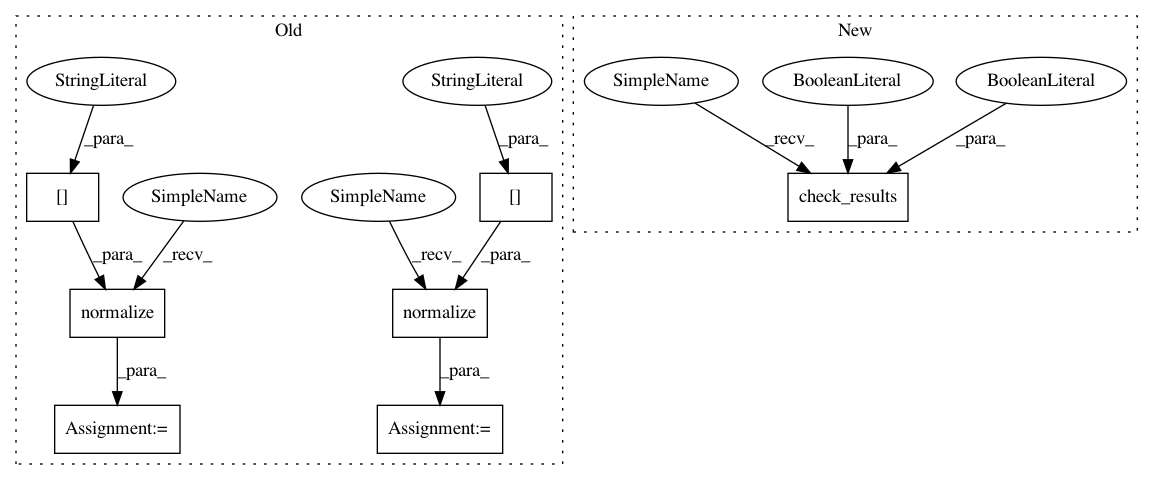 Old
New
StringLiteral
StringLiteral
SimpleName
BooleanLiteral
BooleanLiteral
_para_
_para_
_recv_
_para_
_para_
[]
SimpleName
SimpleName
[]
check_results
_para_
_recv_
_recv_
_para_
normalize
normalize
_para_
_para_
Assignment:=
Assignment:=